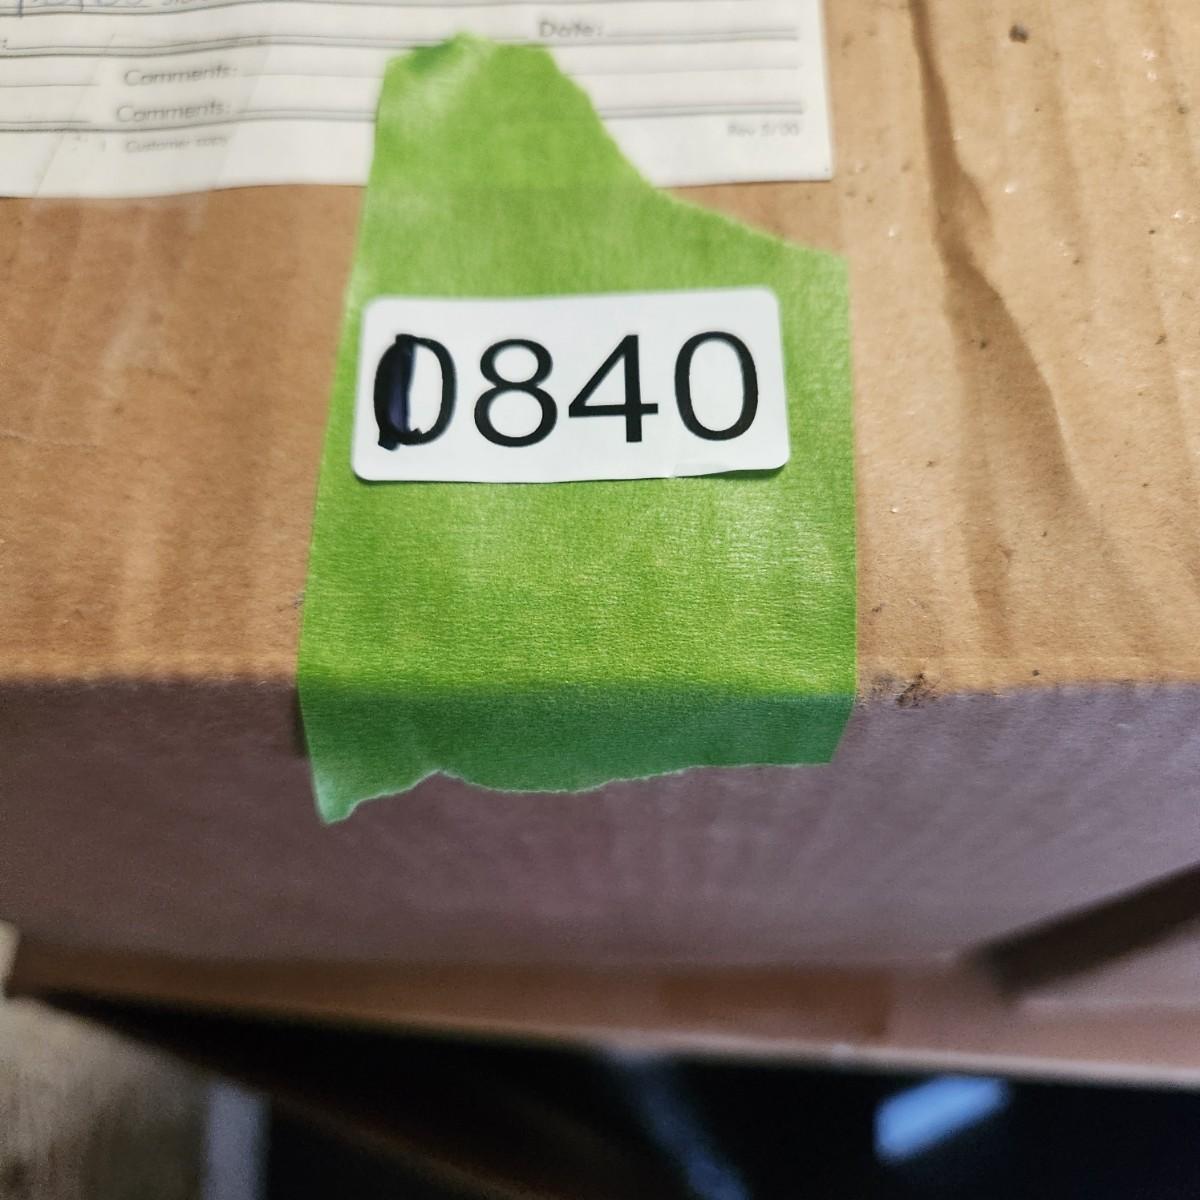 Date:
Comments:
Comments:
Customer copy
Rev 5/00
0840